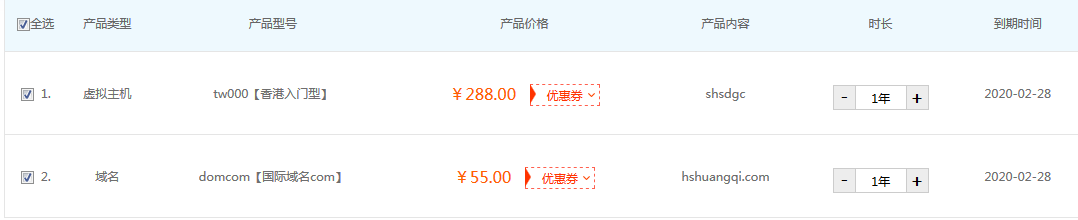 全选 产品类型 产品型号 产品价格 产品内容 时长 到期时间
1. 虚拟主机 tw000【香港入门型】 ￥288.00 优惠券 shsdgc - 1年 + 2020-02-28
2. 域名 domcom【国际域名com】 ￥55.00 优惠券 hshuangqi.com - 1年 + 2020-02-28